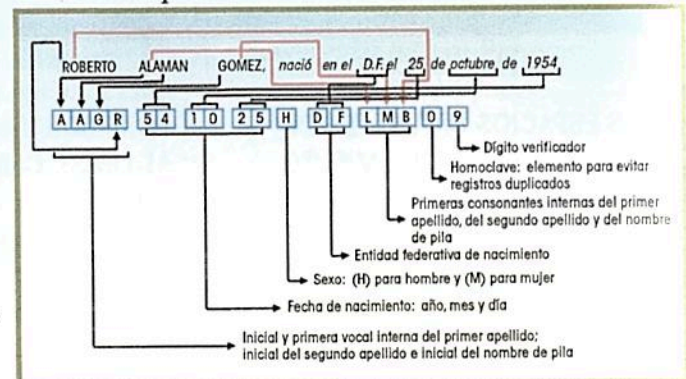 ROBERTO ALAMAN GOMEZ, nació en el D.F. el 25 de octubre, de 1954
A A G R 5 4 1 0 2 5 H D F L M B 0 9
Dígito verificador
Homoclave: elemento para evitar
registros duplicados
Primeras consonantes internas del primer
apellido, del segundo apellido y del nombre
de pila
Entidad federativa de nacimiento
Sexo: (H) para hombre y (M) para mujer
Fecha de nacimiento: año, mes y día
Inicial y primera vocal interna del primer apellido;
inicial del segundo apellido e inicial del nombre de pila